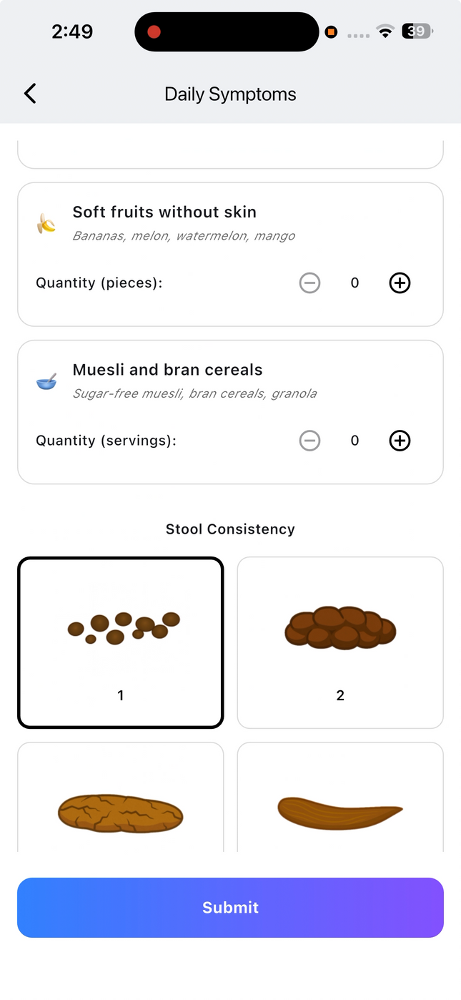 2:49
39
Daily Symptoms
Soft fruits without skin
Bananas, melon, watermelon, mango
Quantity (pieces):
0
Muesli and bran cereals
Sugar-free muesli, bran cereals, granola
Quantity (servings):
0
Stool Consistency
1
2
Submit